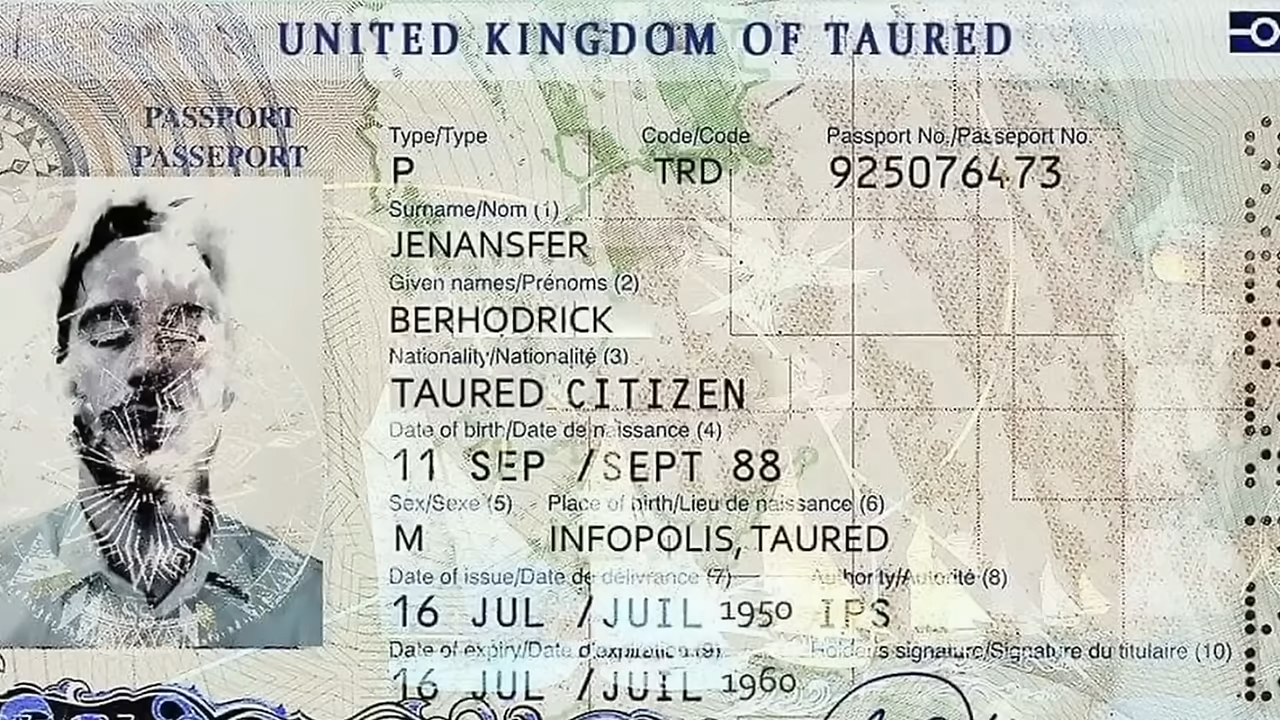 UNITED KINGDOM OF TAURED
PASSPORT
PASSEPORT
Type/Type Code/Code Passport No./Passeport No.
P TRD 925076473
Surname/Nom (1)
JENANSFER
Given names/Prénoms (2)
BERHODRICK
Nationality/Nationalité (3)
TAURED CITIZEN
Date of birth/Date de naissance (4)
11 SEP /SEPT 88
Sex/Sexe (5) Place of birth/Lieu de naissance (6)
M INFOPOLIS, TAURED
Date of issue/Date de délivrance (7) Authority/Autorité (8)
16 JUL /JUIL 1950 IPS
Date of expiry/Date d'expiration (9) Holder's signature/Signature du titulaire (10)
16 JUL /JUIL 1960